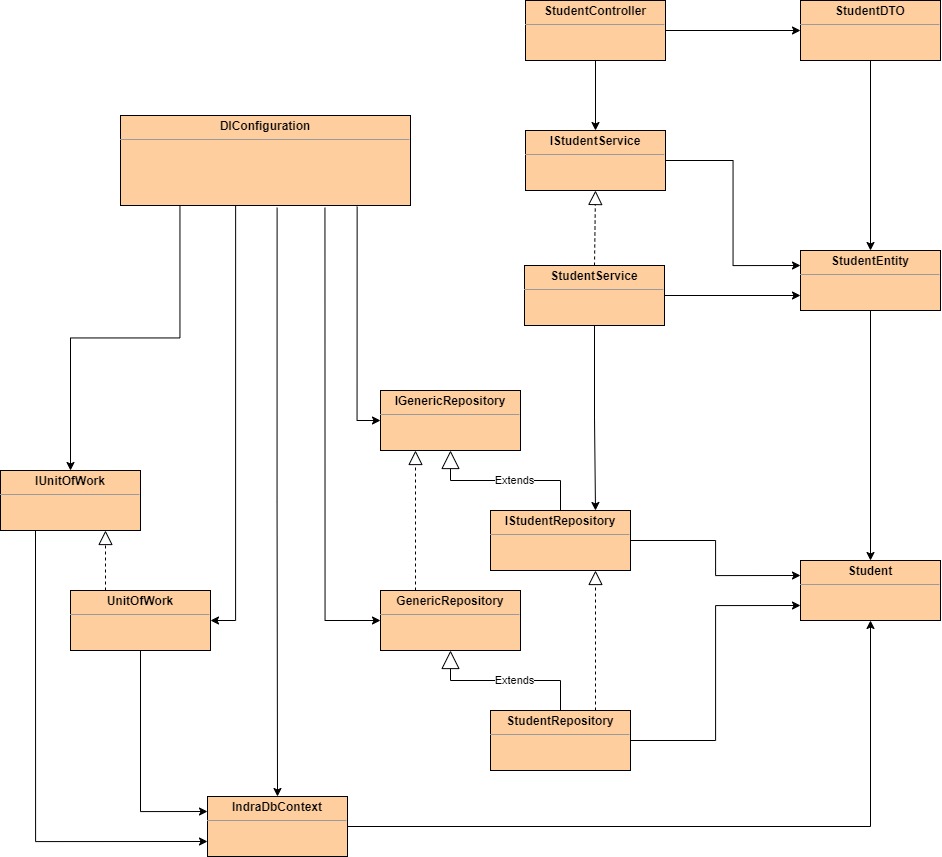 StudentController
StudentDTO
DIConfiguration
IStudentService
StudentEntity
StudentService
IGenericRepository
IUnitOfWork
Extends
IStudentRepository
Student
UnitOfWork
GenericRepository
Extends
StudentRepository
IndraDbContext